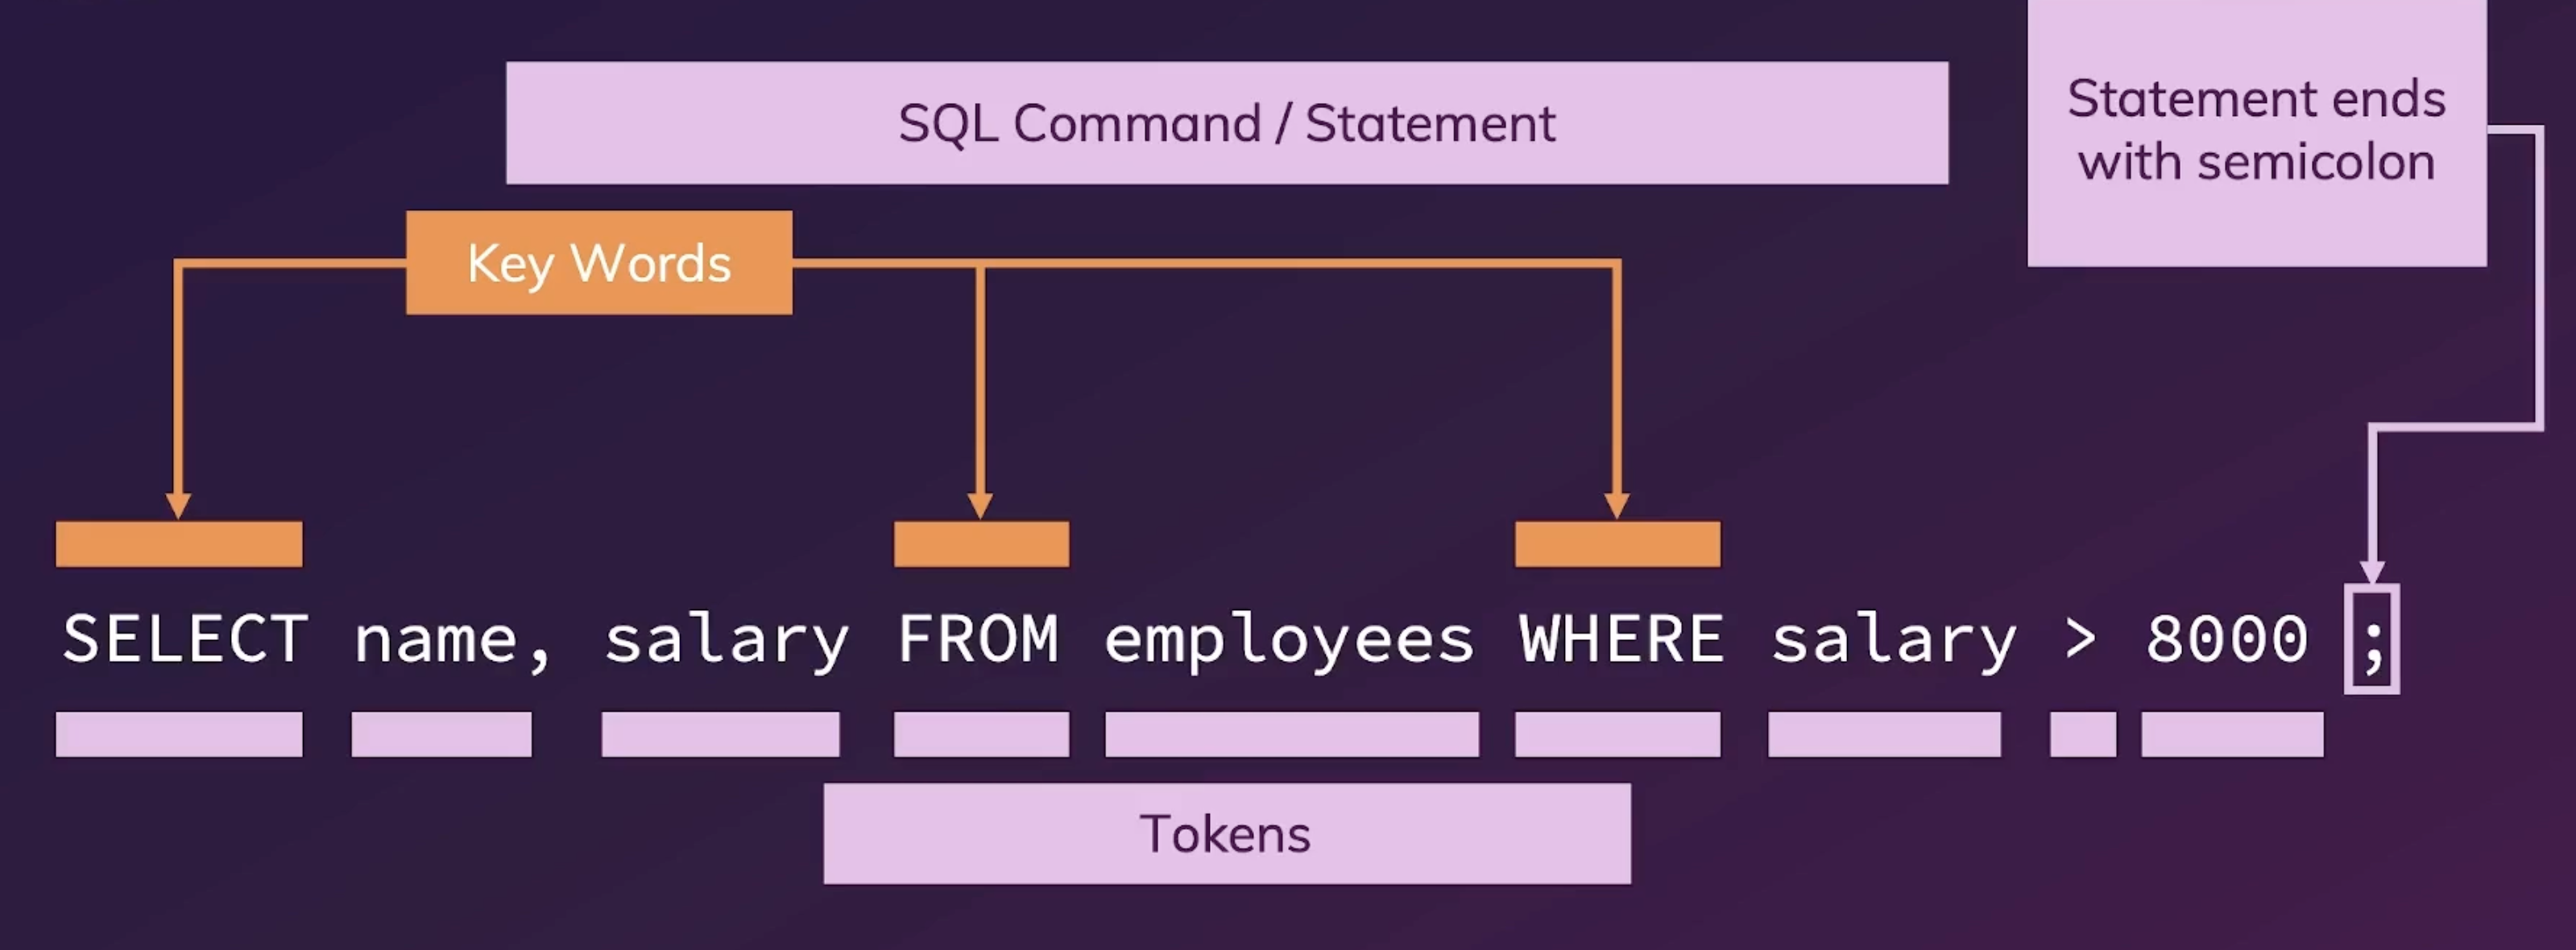 SQL Command / Statement
Statement ends
with semicolon
Key Words
SELECT name, salary FROM employees WHERE salary > 8000 ;
Tokens